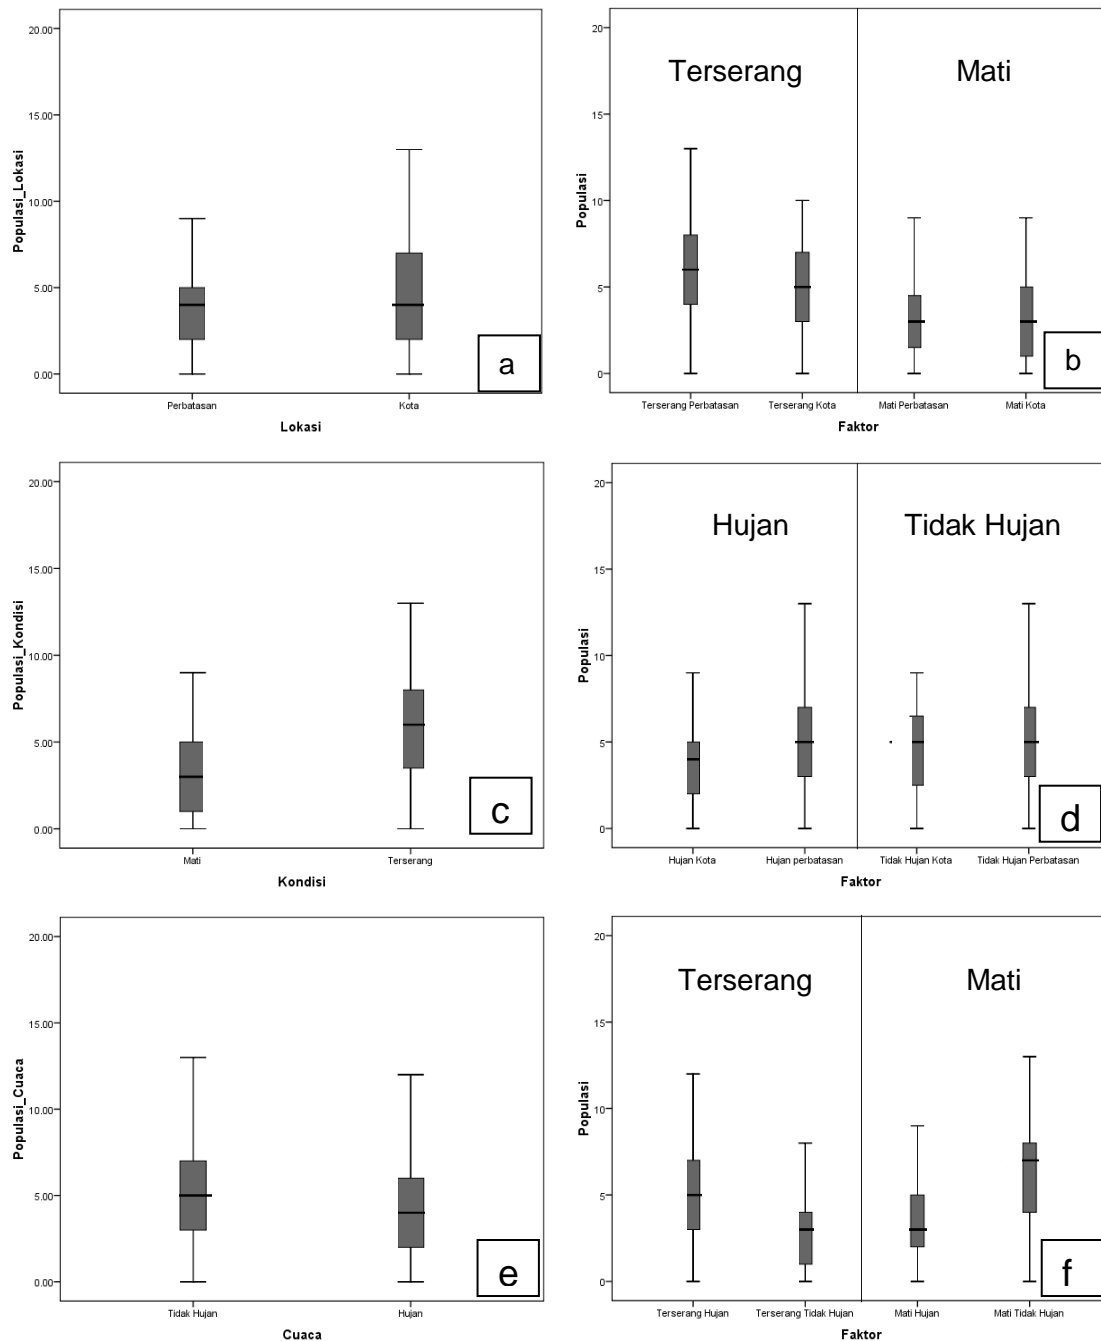 20.00
15.00
10.00
5.00
0.00
Populasi_Lokasi
Perbatasan
Kota
Lokasi
a
20
15
10
5
0
Populasi
Terserang
Mati
Terserang Perbatasan
Terserang Kota
Mati Perbatasan
Mati Kota
Faktor
b
20.00
15.00
10.00
5.00
0.00
Populasi_Kondisi
Mati
Terserang
Kondisi
c
20
15
10
5
0
Populasi
Hujan
Tidak Hujan
Hujan Kota
Hujan perbatasan
Tidak Hujan Kota
Tidak Hujan Perbatasan
Faktor
d
20.00
15.00
10.00
5.00
0.00
Populasi_Cuaca
Tidak Hujan
Hujan
Cuaca
e
20
15
10
5
0
Populasi
Terserang
Mati
Terserang Hujan
Terserang Tidak Hujan
Mati Hujan
Mati Tidak Hujan
Faktor
f